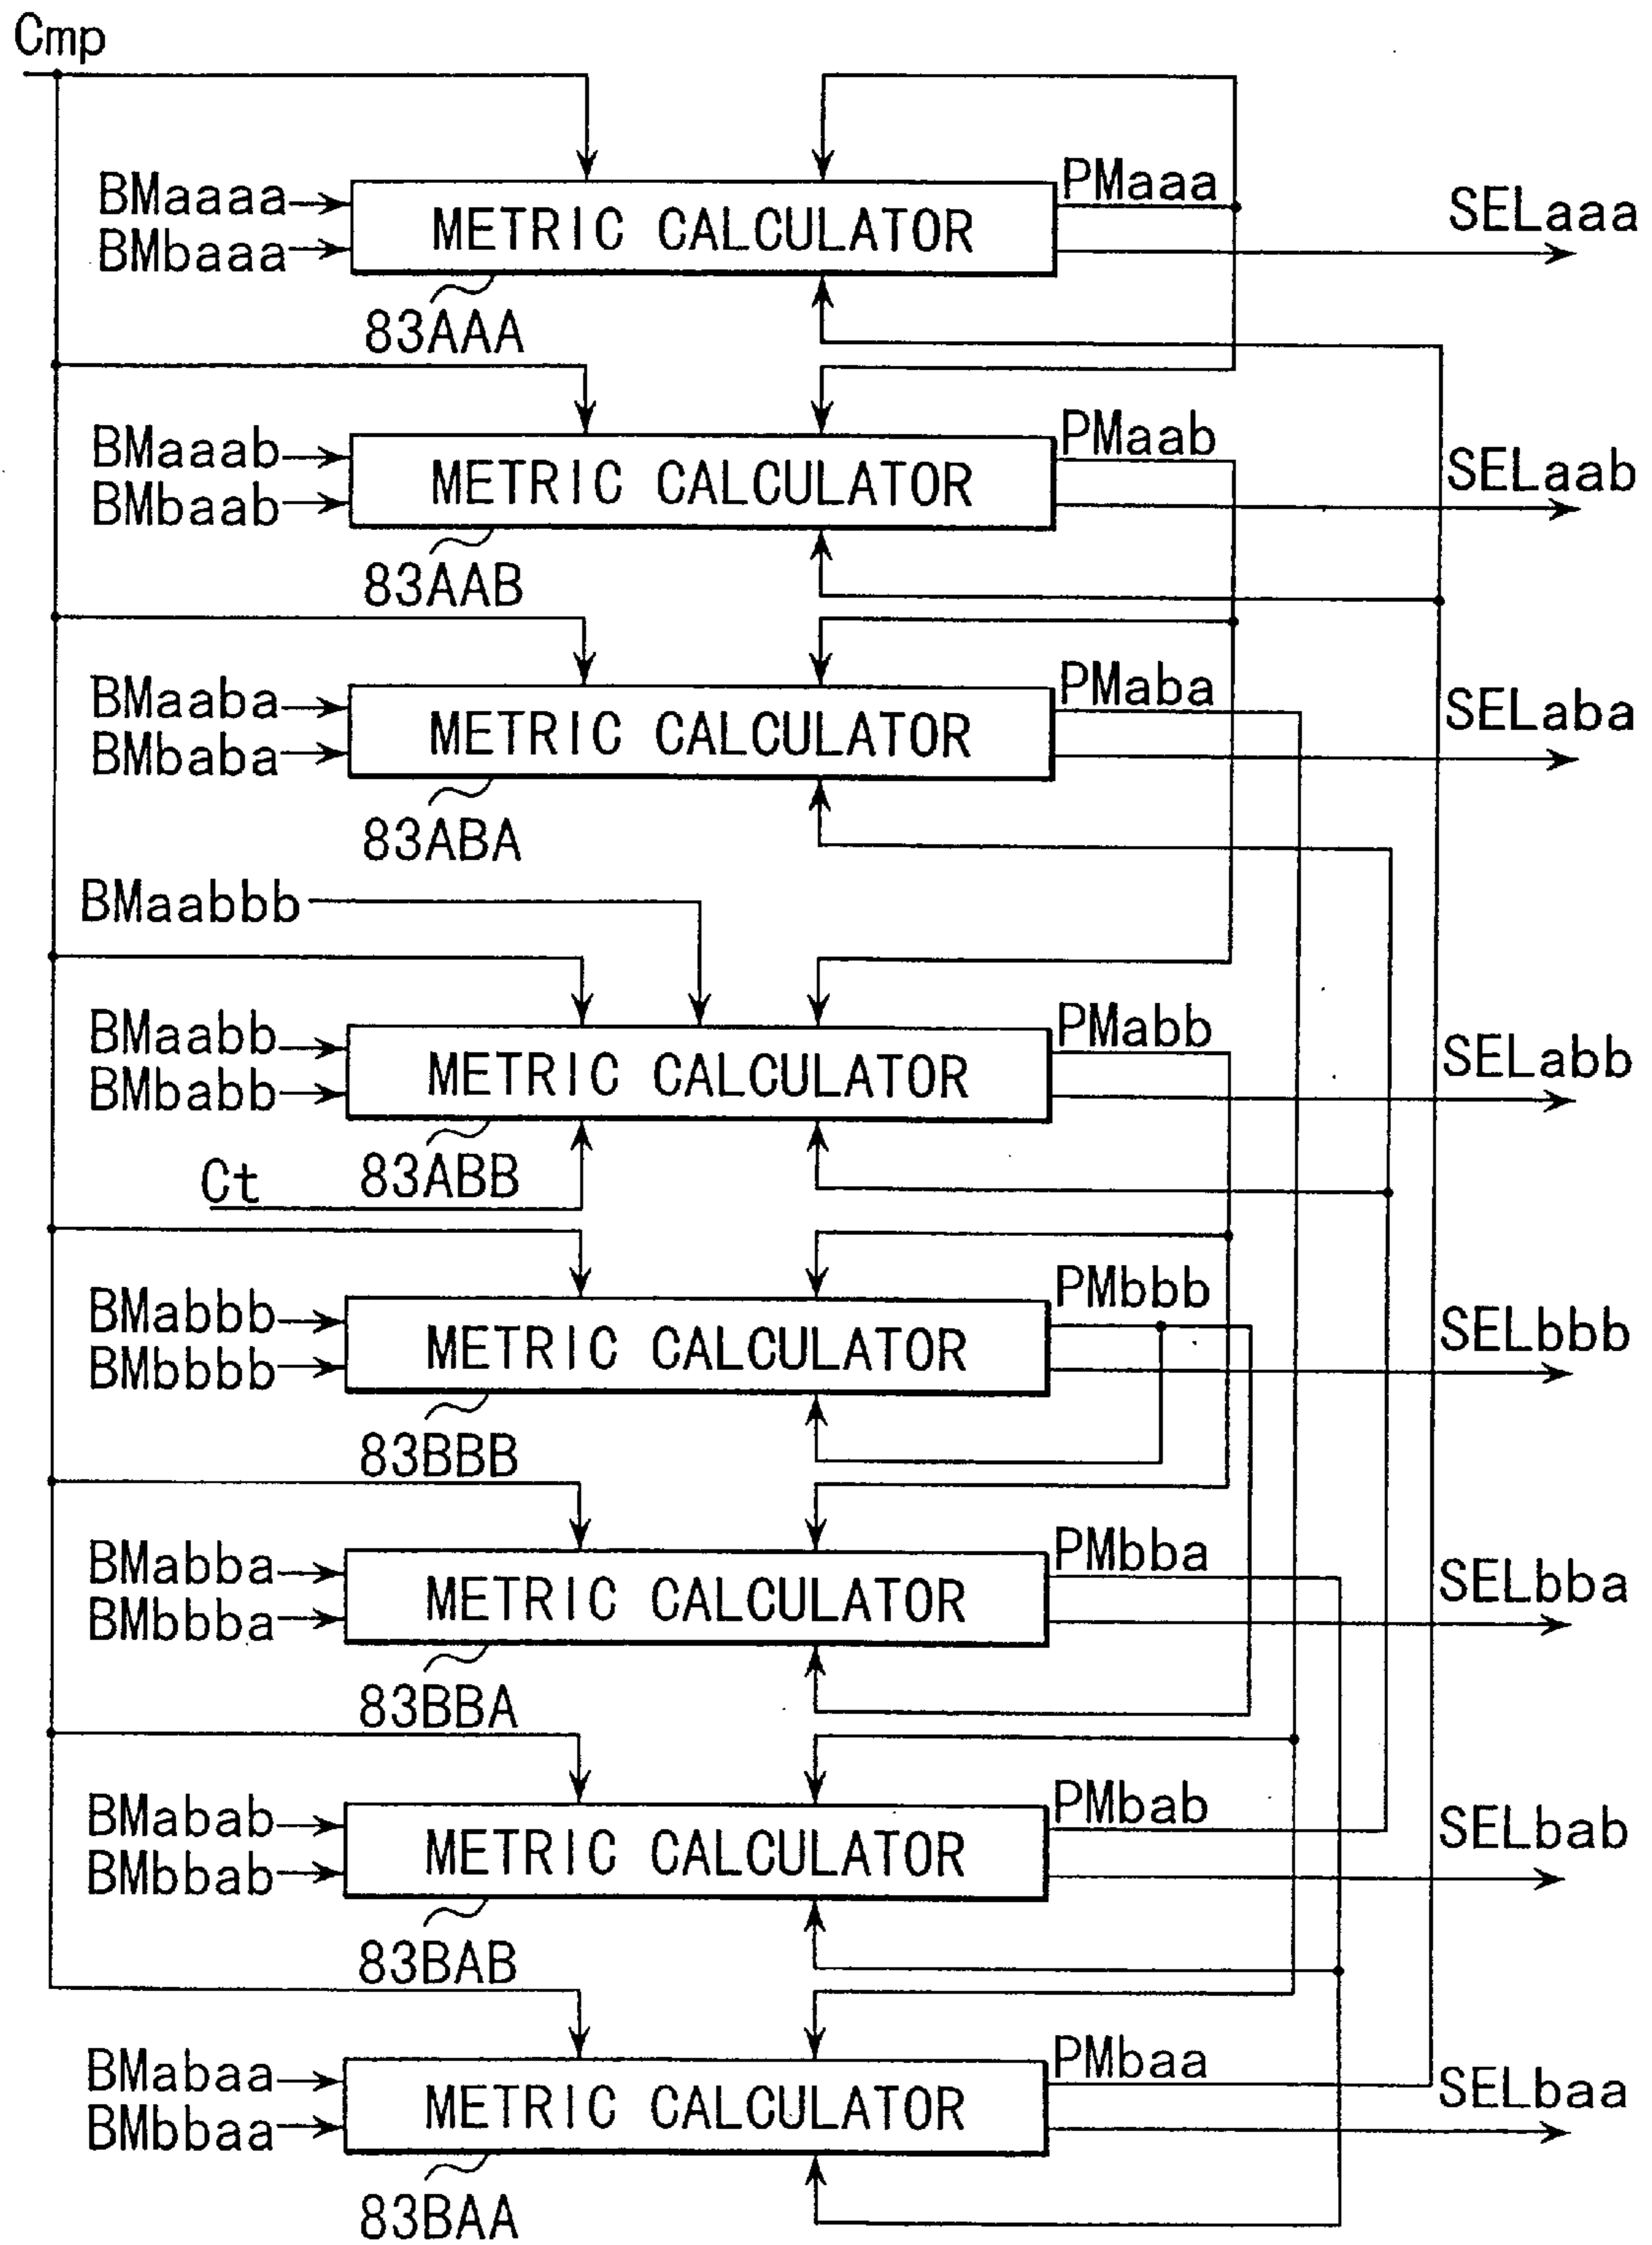 Cmp
BMaaaa
BMbaaa
METRIC CALCULATOR
PMaaa
SELaaa
83AAA
BMaaab
BMbaab
METRIC CALCULATOR
PMaab
SELaab
83AAB
BMaaba
BMbaba
METRIC CALCULATOR
PMaba
SELaba
83ABA
BMaabbb
BMaabb
BMbabb
METRIC CALCULATOR
PMabb
SELabb
83ABB
Ct
BMabbb
BMbbbb
METRIC CALCULATOR
PMbbb
SELbbb
83BBB
BMabba
BMbbba
METRIC CALCULATOR
PMbba
SELbba
83BBA
BMabab
BMbbab
METRIC CALCULATOR
PMbab
SELbab
83BAB
BMabaa
BMbbaa
METRIC CALCULATOR
PMbaa
SELbaa
83BAA